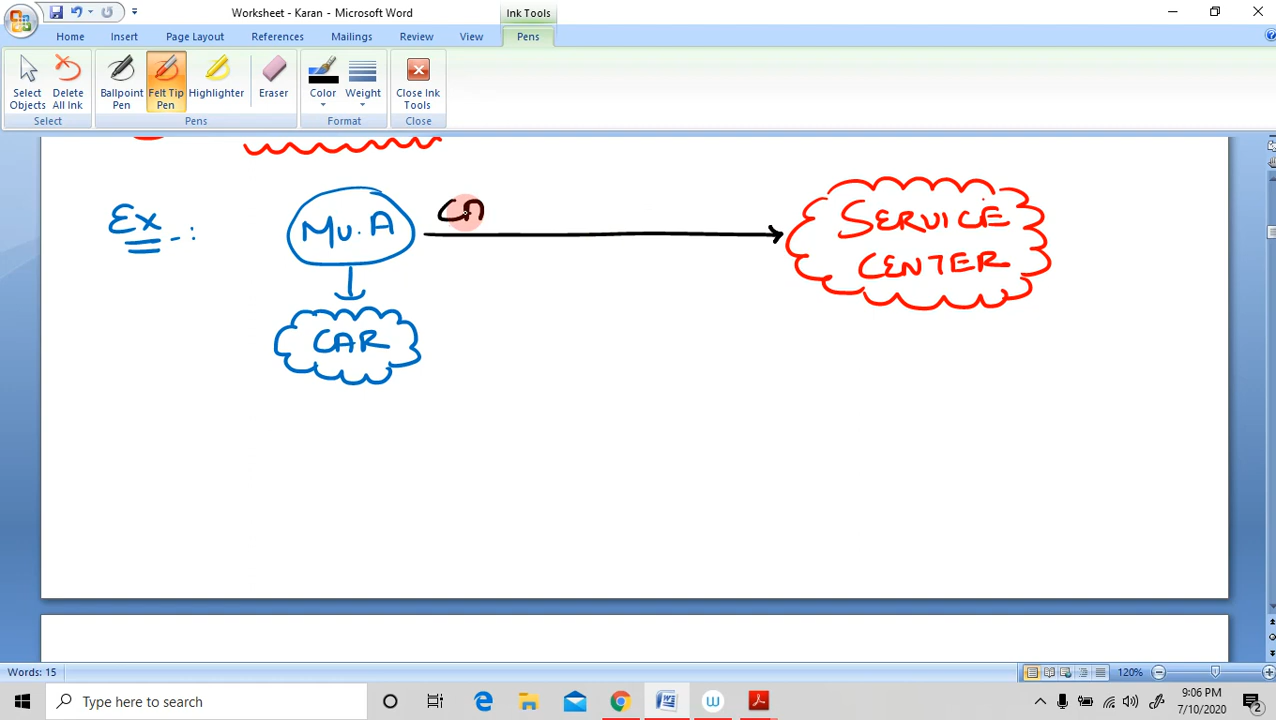 Worksheet - Karan - Microsoft Word
Ink Tools
Home Insert Page Layout References Mailings Review View Pens
Select Objects
Delete All Ink
Ballpoint Pen
Felt Tip Pen
Highlighter
Eraser
Color
Weight
Close Ink Tools
Select Pens Format Close
Ex ..:
Mv. A
SERVICE
CENTER
CAR
Words: 15
120%
Type here to search
9:06 PM
7/10/2020
2